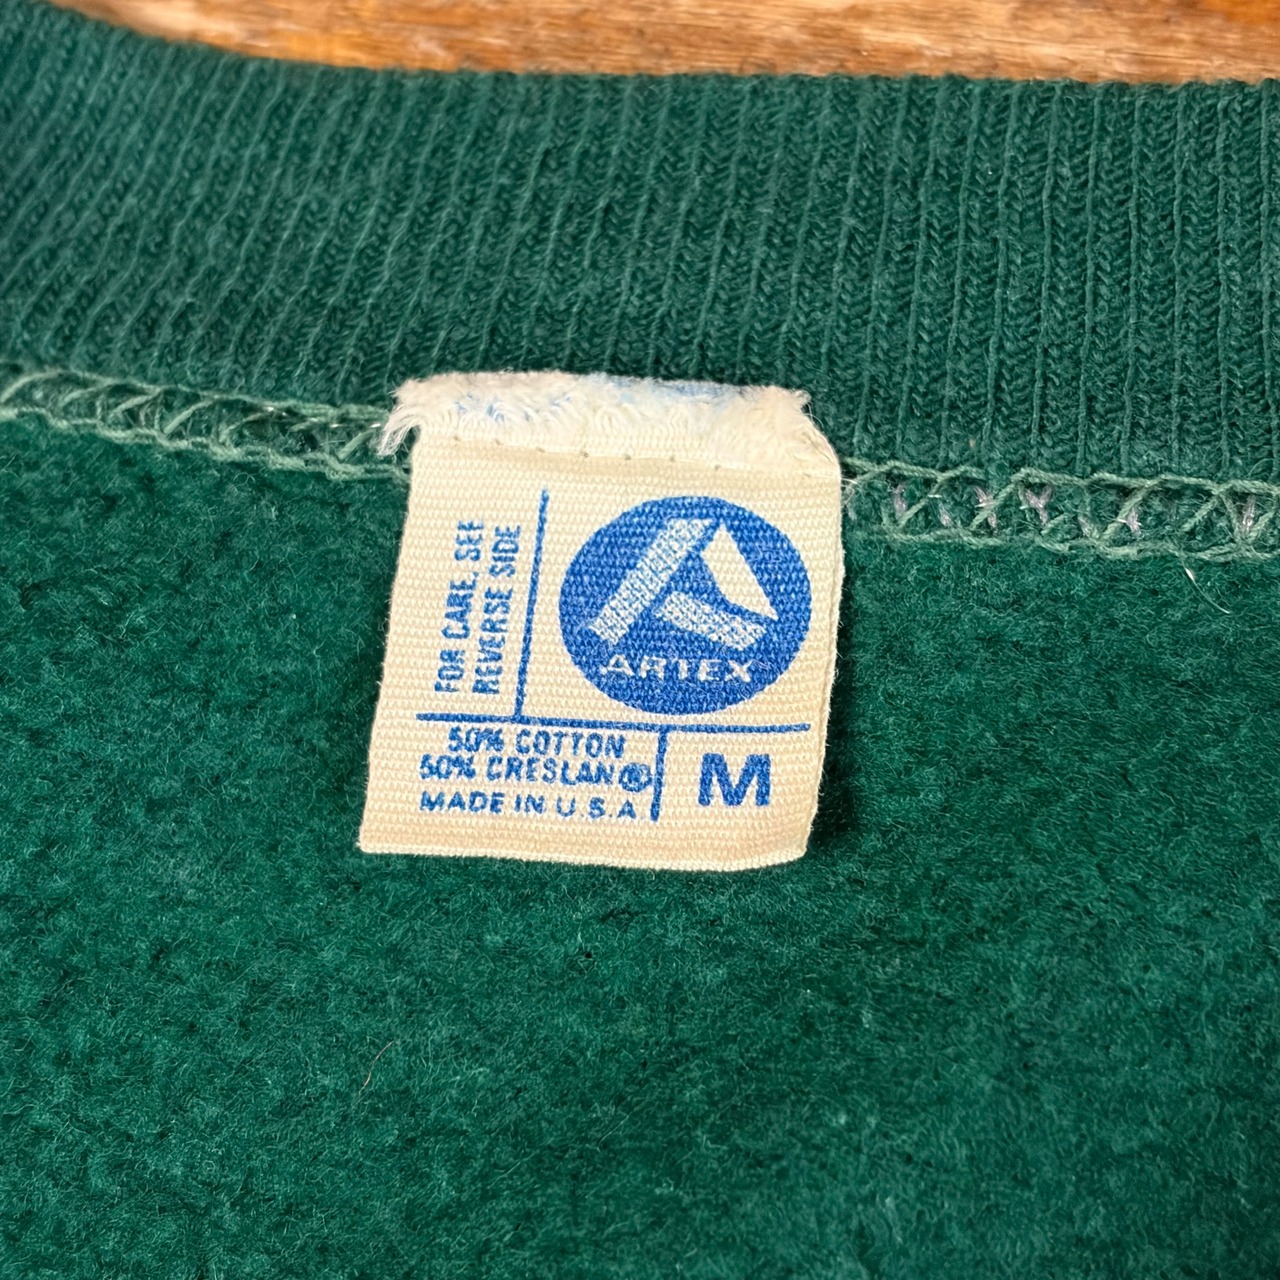 FOR CARE, SEE
REVERSE SIDE
ARTEX
50% COTTON
50% CRESLAN®
MADE IN U.S.A
M